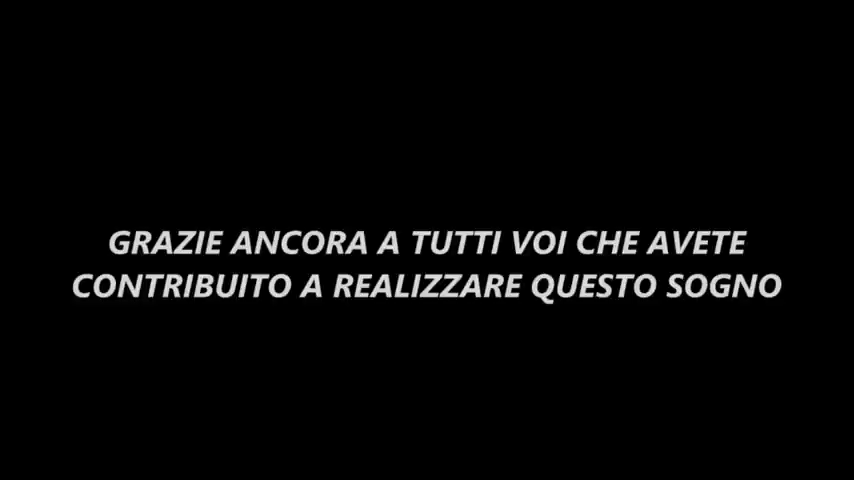 GRAZIE ANCORA A TUTTI VOI CHE AVETE
CONTRIBUITO A REALIZZARE QUESTO SOGNO